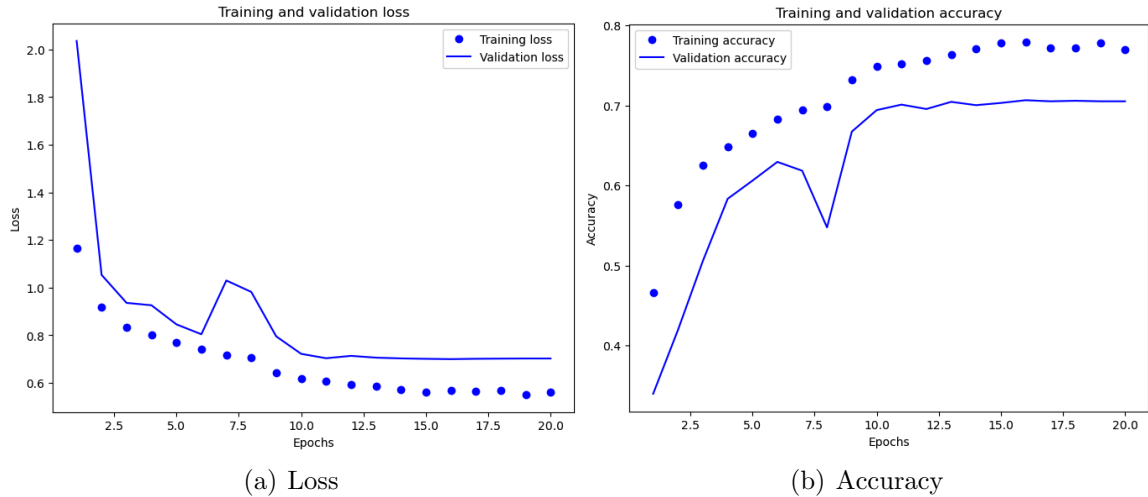 Training and validation loss
Training loss
Validation loss
2.0
1.8
1.6
1.4
1.2
1.0
0.8
0.6
Loss
2.5 5.0 7.5 10.0 12.5 15.0 17.5 20.0
Epochs
(a) Loss
Training and validation accuracy
Training accuracy
Validation accuracy
0.8
0.7
0.6
0.5
0.4
Accuracy
2.5 5.0 7.5 10.0 12.5 15.0 17.5 20.0
Epochs
(b) Accuracy